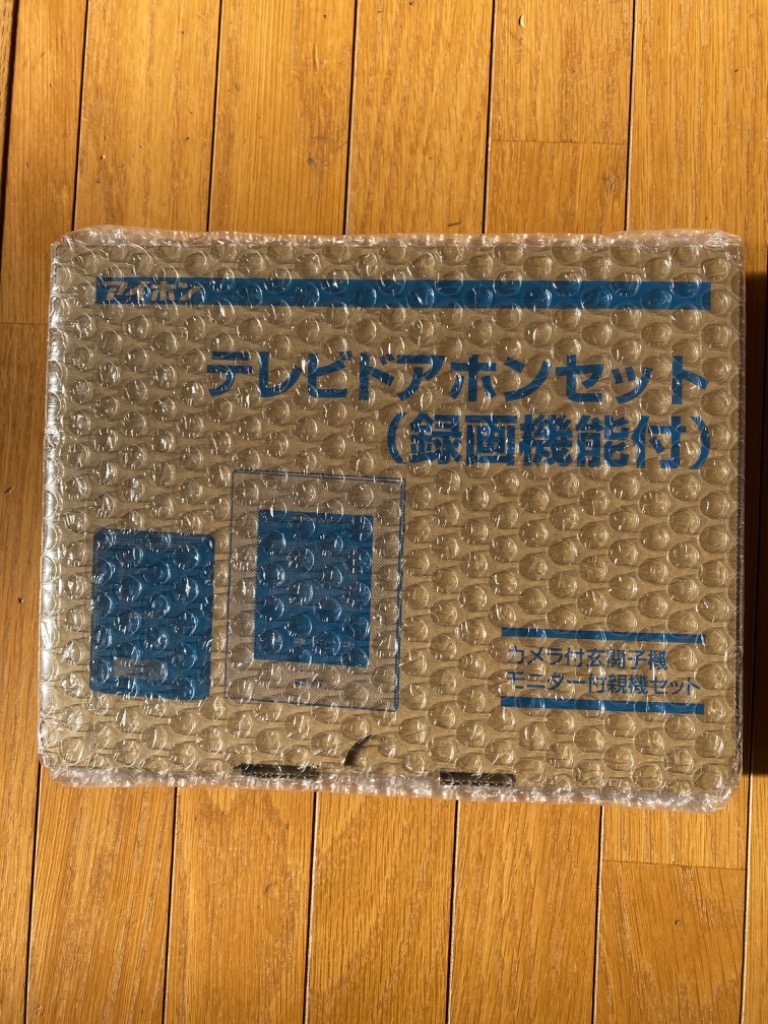 アイホン
テレビドアホンセット
（録画機能付）
カメラ付玄関子機
モニター付親機セット